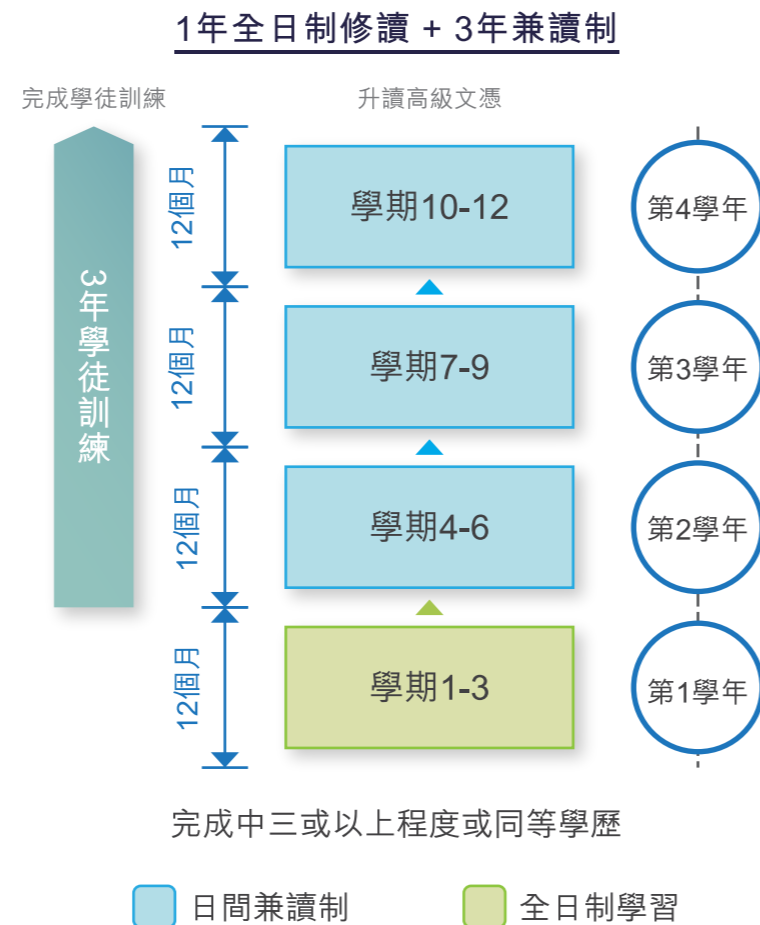 1年全日制修讀 + 3年兼讀制
完成學徒訓練
升讀高級文憑
3年學徒訓練
12個月
學期10-12
第4學年
12個月
學期7-9
第3學年
12個月
學期4-6
第2學年
12個月
學期1-3
第1學年
完成中三或以上程度或同等學歷
日間兼讀制
全日制學習